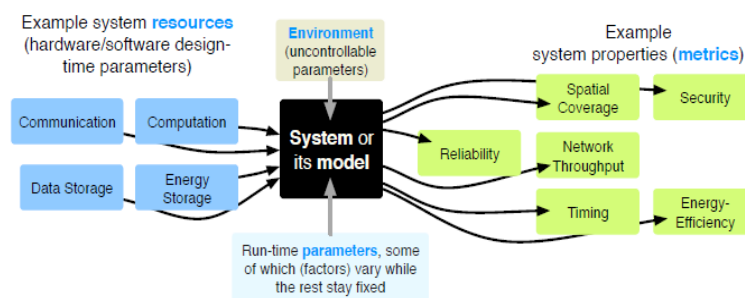 Example system resources
(hardware/software design-
time parameters)
Environment
(uncontrollable
parameters)
Example
system properties (metrics)
Communication
Computation
Data Storage
Energy
Storage
System or
its model
Reliability
Spatial
Coverage
Security
Network
Throughput
Timing
Energy-
Efficiency
Run-time parameters, some
of which (factors) vary while
the rest stay fixed